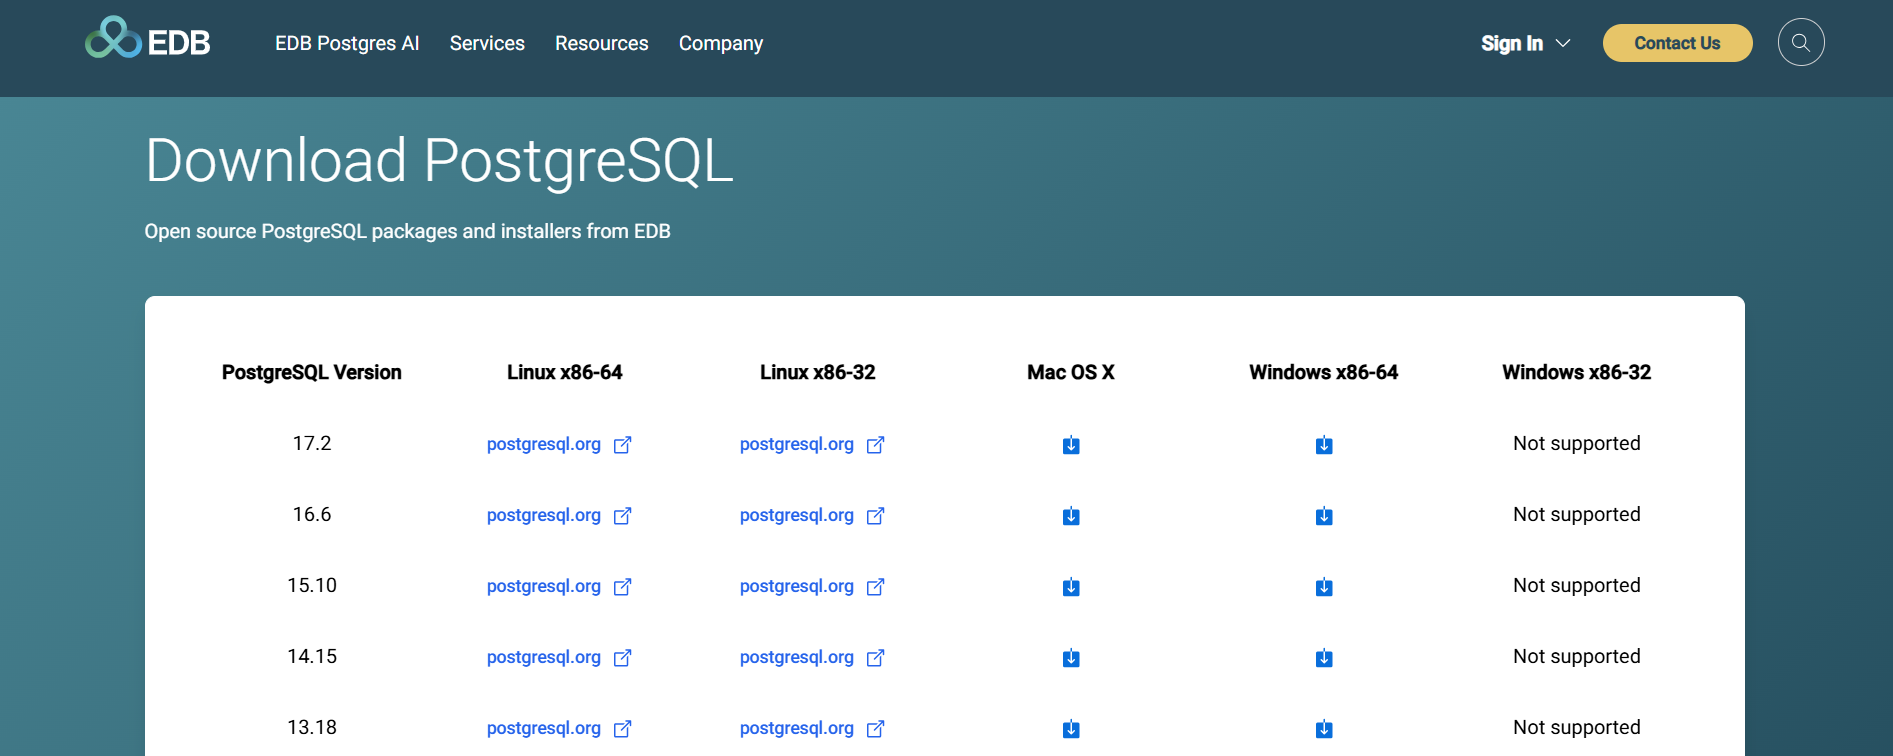 EDB EDB Postgres AI Services Resources Company Sign In Contact Us
Download PostgreSQL
Open source PostgreSQL packages and installers from EDB
PostgreSQL Version Linux x86-64 Linux x86-32 Mac OS X Windows x86-64 Windows x86-32
17.2 postgresql.org postgresql.org Not supported
16.6 postgresql.org postgresql.org Not supported
15.10 postgresql.org postgresql.org Not supported
14.15 postgresql.org postgresql.org Not supported
13.18 postgresql.org postgresql.org Not supported